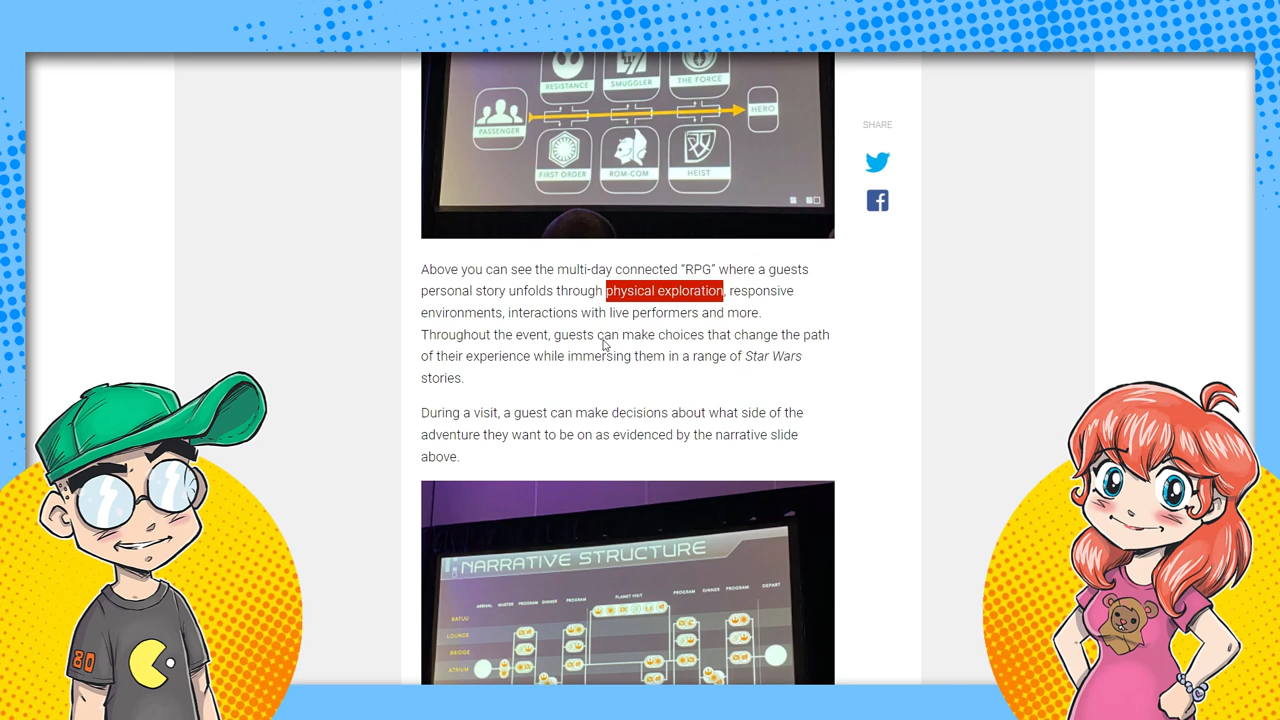 RESISTANCE
SMUGGLER
THE FORCE
PASSENGER
HERO
FIRST ORDER
ROM-COM
HEIST
SHARE
Above you can see the multi-day connected “RPG” where a guests
personal story unfolds through physical exploration, responsive
environments, interactions with live performers and more.
Throughout the event, guests can make choices that change the path
of their experience while immersing them in a range of Star Wars
stories.
During a visit, a guest can make decisions about what side of the
adventure they want to be on as evidenced by the narrative slide
above.
NARRATIVE STRUCTURE
ARRIVAL MUSTER PROGRAM DINNER PROGRAM PLANET VISIT PROGRAM DINNER PROGRAM DEPART
BATUU
LOUNGE
BRIDGE
ATRIUM
80